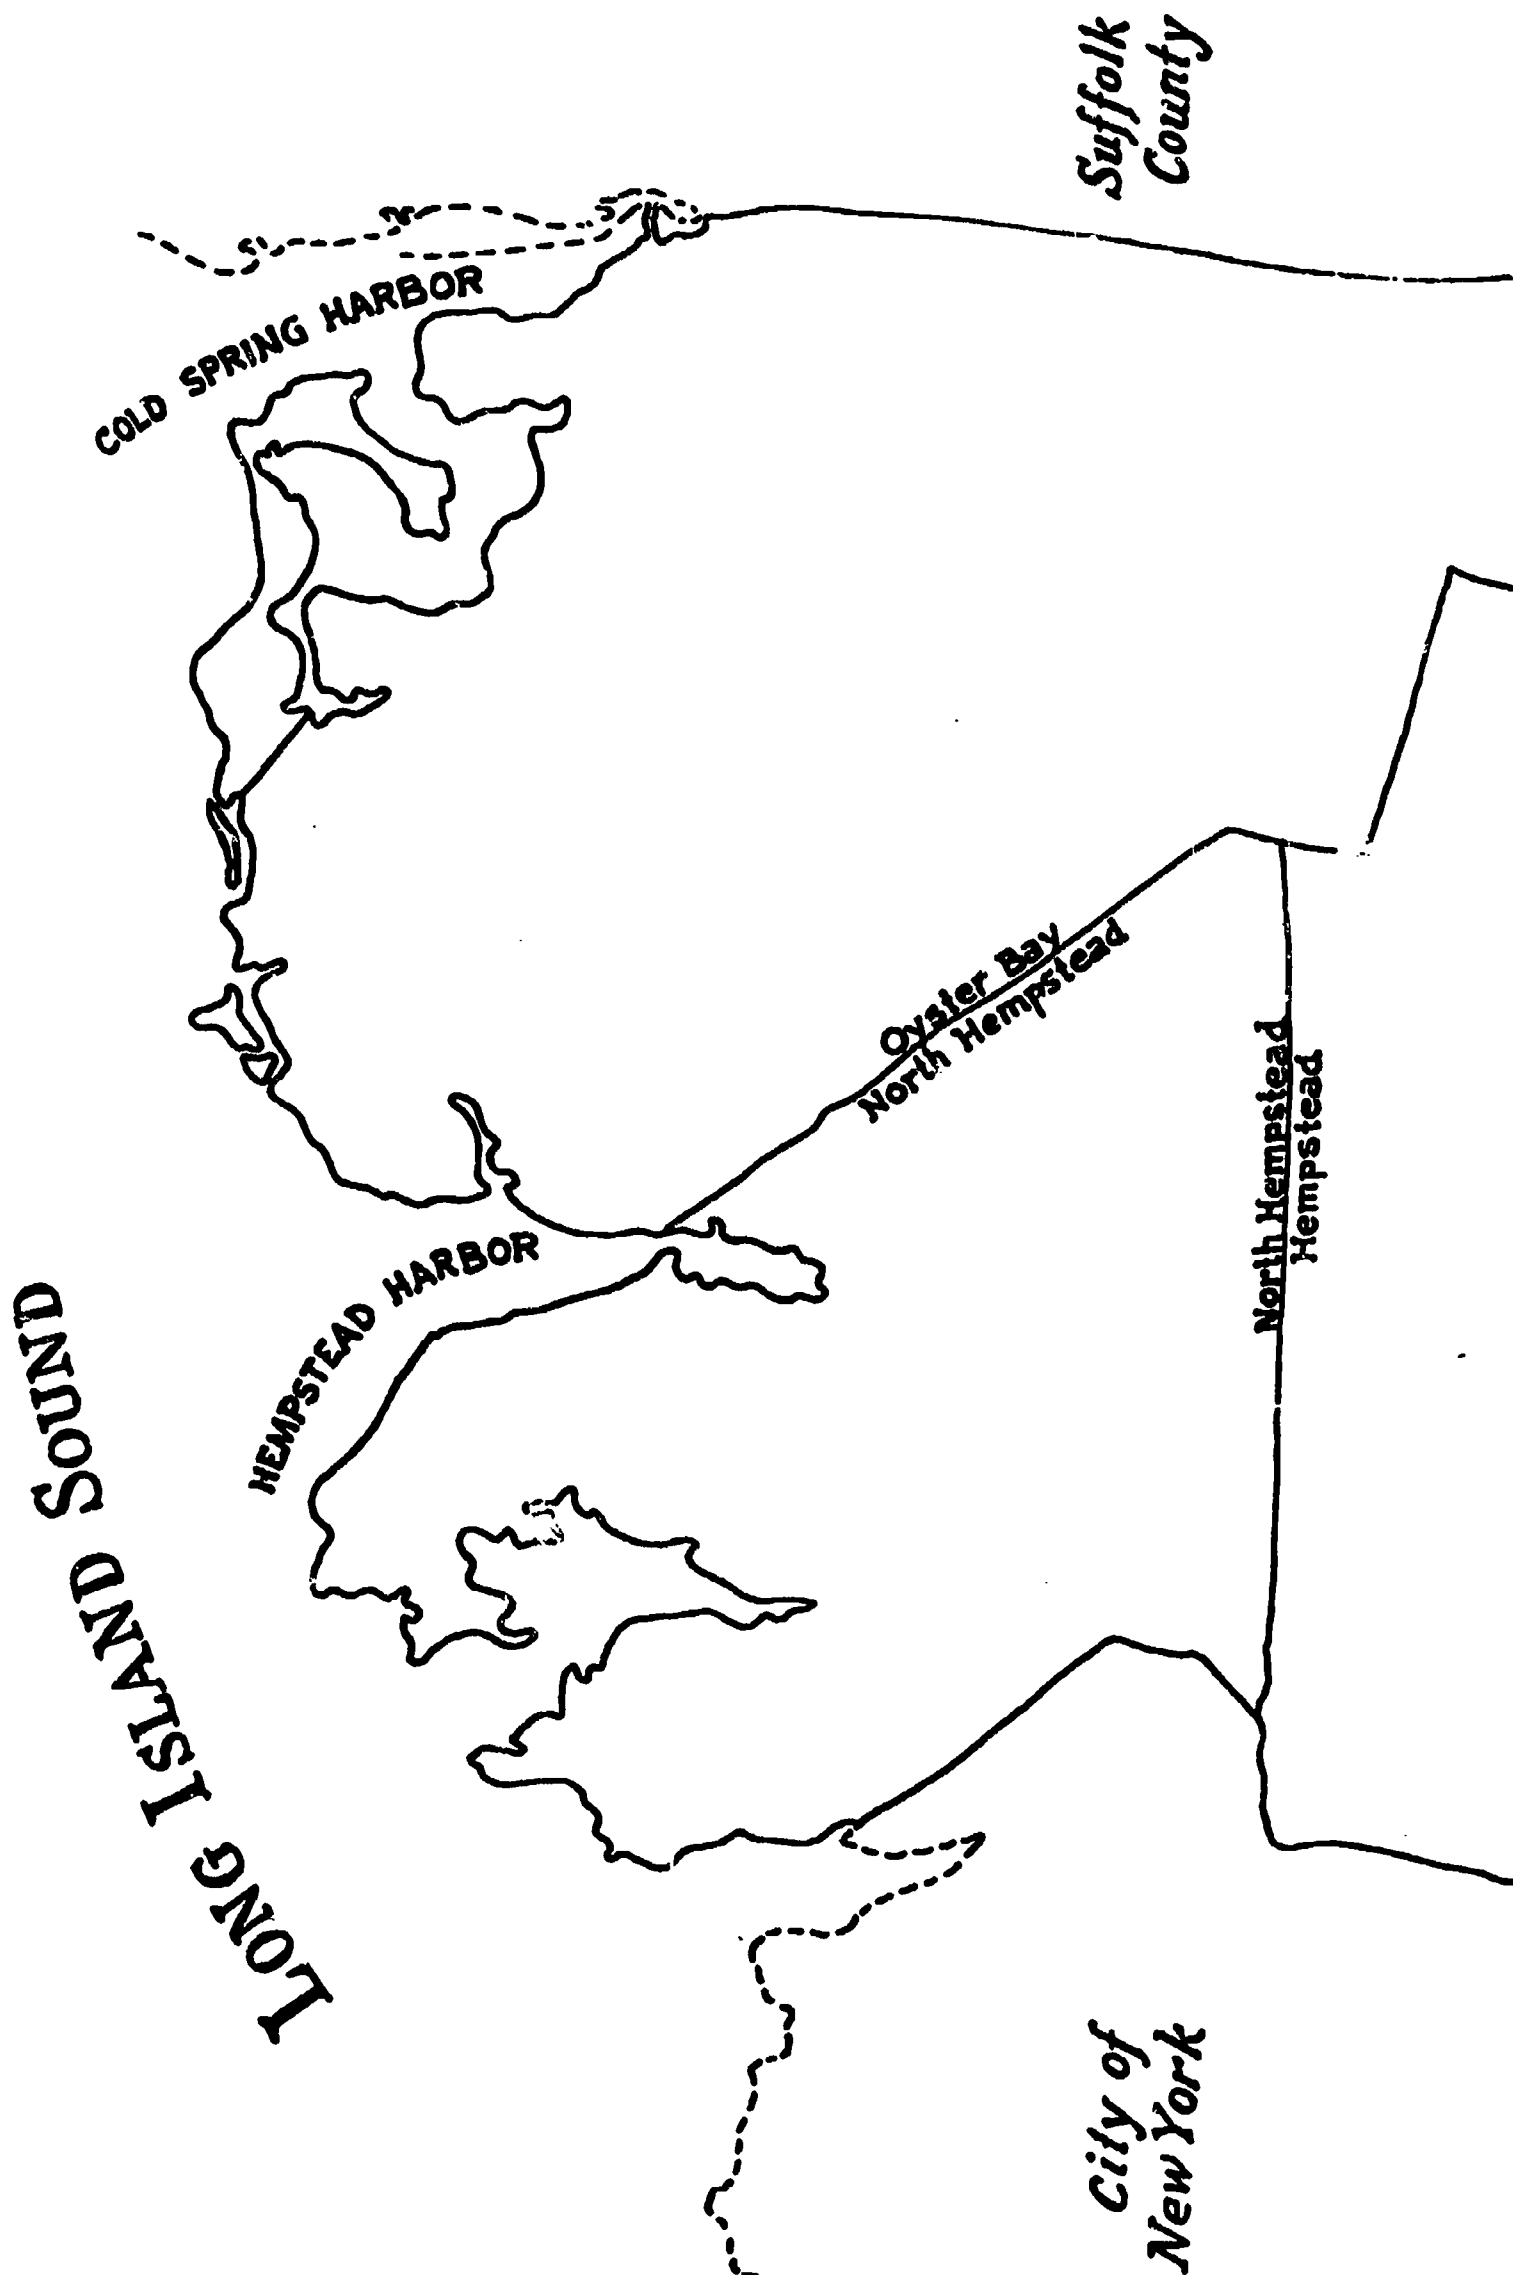 LONG ISLAND SOUND
HEMPSTEAD HARBOR
COLD SPRING HARBOR
Oyster Bay
North Hempstead
North Hempstead
Hempstead
City of
New York
Suffolk
County